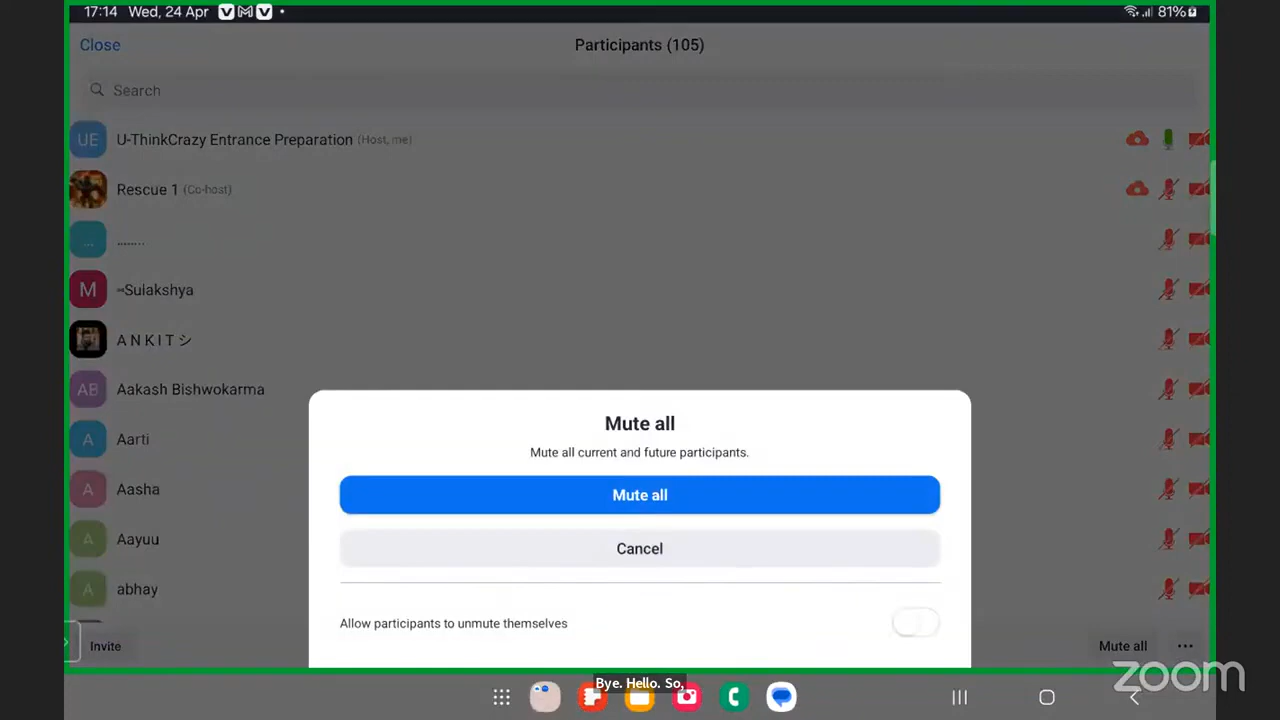 17:14 Wed, 24 Apr
81%
Close
Participants (105)
Search
UE U-ThinkCrazy Entrance Preparation (Host, me)
Rescue 1 (Co-host)
... ........
M ∞Sulakshya
A N K I T シ
AB Aakash Bishwokarma
A Aarti
A Aasha
A Aayuu
A abhay
Mute all
Mute all current and future participants.
Mute all
Cancel
Allow participants to unmute themselves
Invite
Mute all
zoom
Bye. Hello. So,